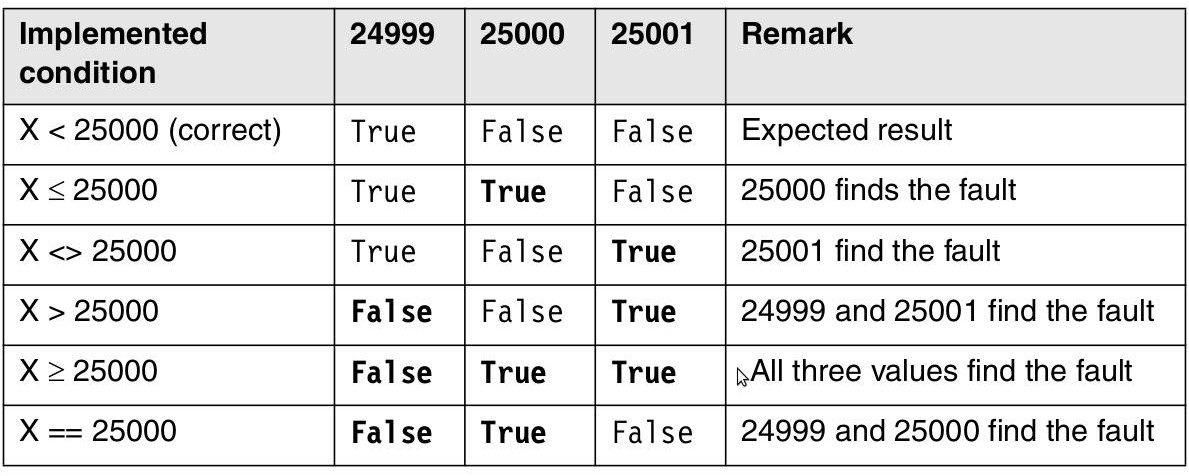 Implemented condition 24999 25000 25001 Remark
X < 25000 (correct) True False False Expected result
X ≤ 25000 True True False 25000 finds the fault
X <> 25000 True False True 25001 find the fault
X > 25000 False False True 24999 and 25001 find the fault
X ≥ 25000 False True True All three values find the fault
X == 25000 False True False 24999 and 25000 find the fault